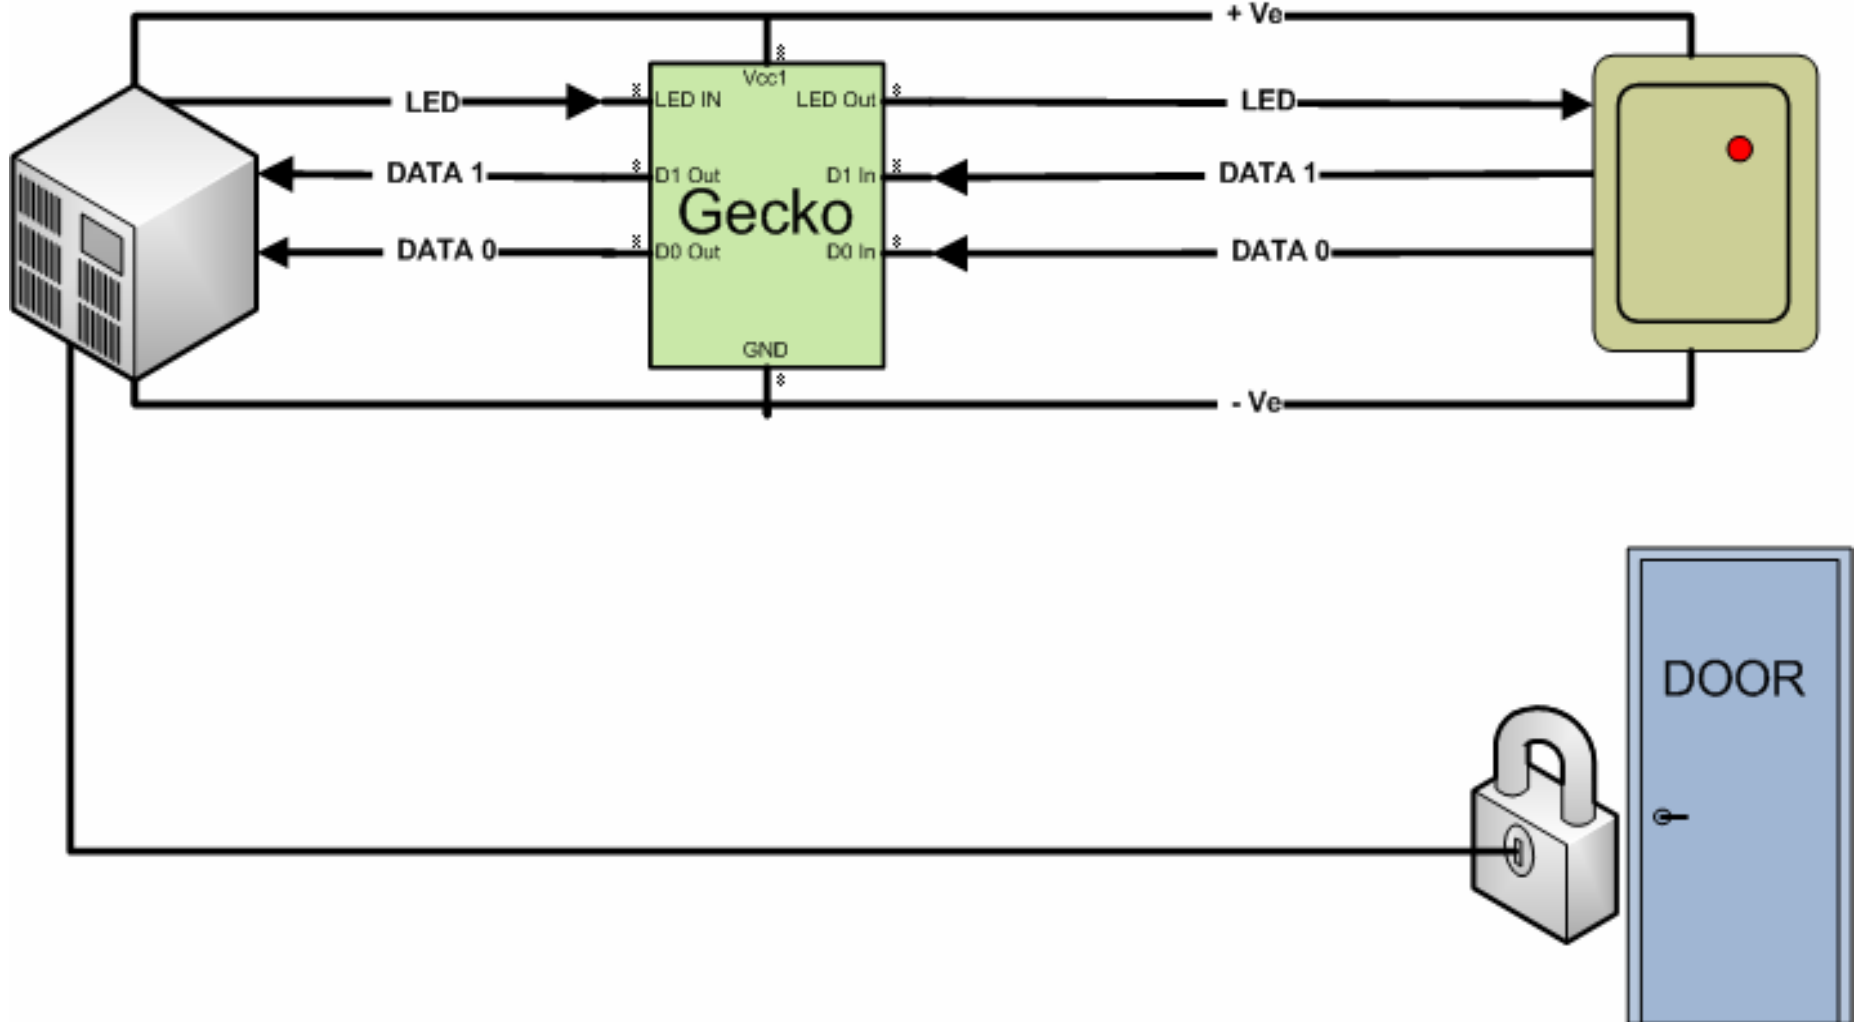 + Ve
Vcc1
LED
LED IN
LED Out
LED
DATA 1
D1 Out
D1 In
DATA 1
Gecko
DATA 0
D0 Out
D0 In
DATA 0
GND
- Ve
DOOR